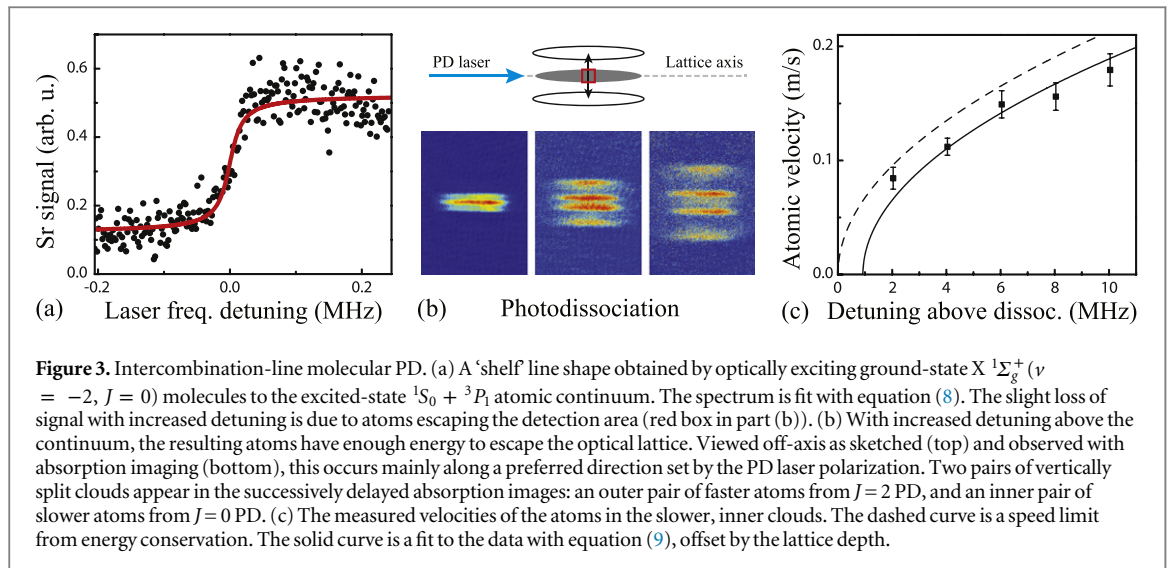 PD laser
Lattice axis
Sr signal (arb. u.)
0.6
0.4
0.2
0.0
-0.2
0.0
0.2
(a)
Laser freq. detuning (MHz)
(b)
Photodissociation
Atomic velocity (m/s)
0.2
0.1
0.0
2
4
6
8
10
(c)
Detuning above dissoc. (MHz)
Figure 3. Intercombination-line molecular PD. (a) A ‘shelf’ line shape obtained by optically exciting ground-state X ¹Σg⁺(ν
= −2, J = 0) molecules to the excited-state ¹S₀ + ³P₁ atomic continuum. The spectrum is fit with equation (8). The slight loss of
signal with increased detuning is due to atoms escaping the detection area (red box in part (b)). (b) With increased detuning above the
continuum, the resulting atoms have enough energy to escape the optical lattice. Viewed off-axis as sketched (top) and observed with
absorption imaging (bottom), this occurs mainly along a preferred direction set by the PD laser polarization. Two pairs of vertically
split clouds appear in the successively delayed absorption images: an outer pair of faster atoms from J = 2 PD, and an inner pair of
slower atoms from J = 0 PD. (c) The measured velocities of the atoms in the slower, inner clouds. The dashed curve is a speed limit
from energy conservation. The solid curve is a fit to the data with equation (9), offset by the lattice depth.